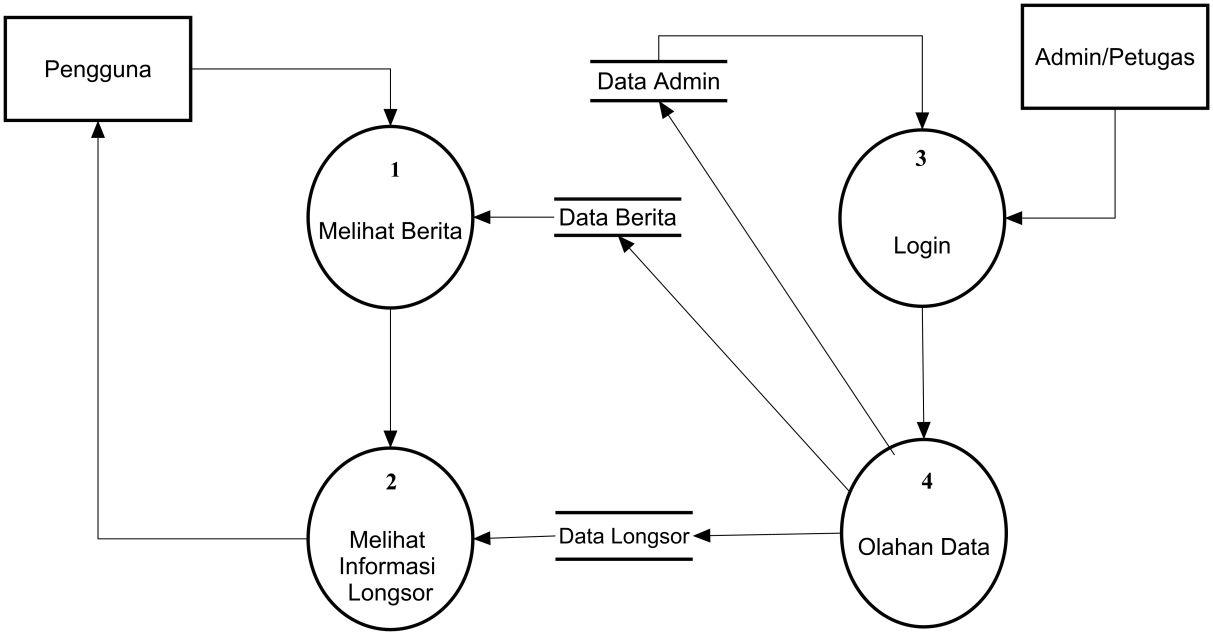 Pengguna
Data Admin
Admin/Petugas
1
Melihat Berita
Data Berita
3
Login
2
Melihat
Informasi
Longsor
Data Longsor
4
Olahan Data